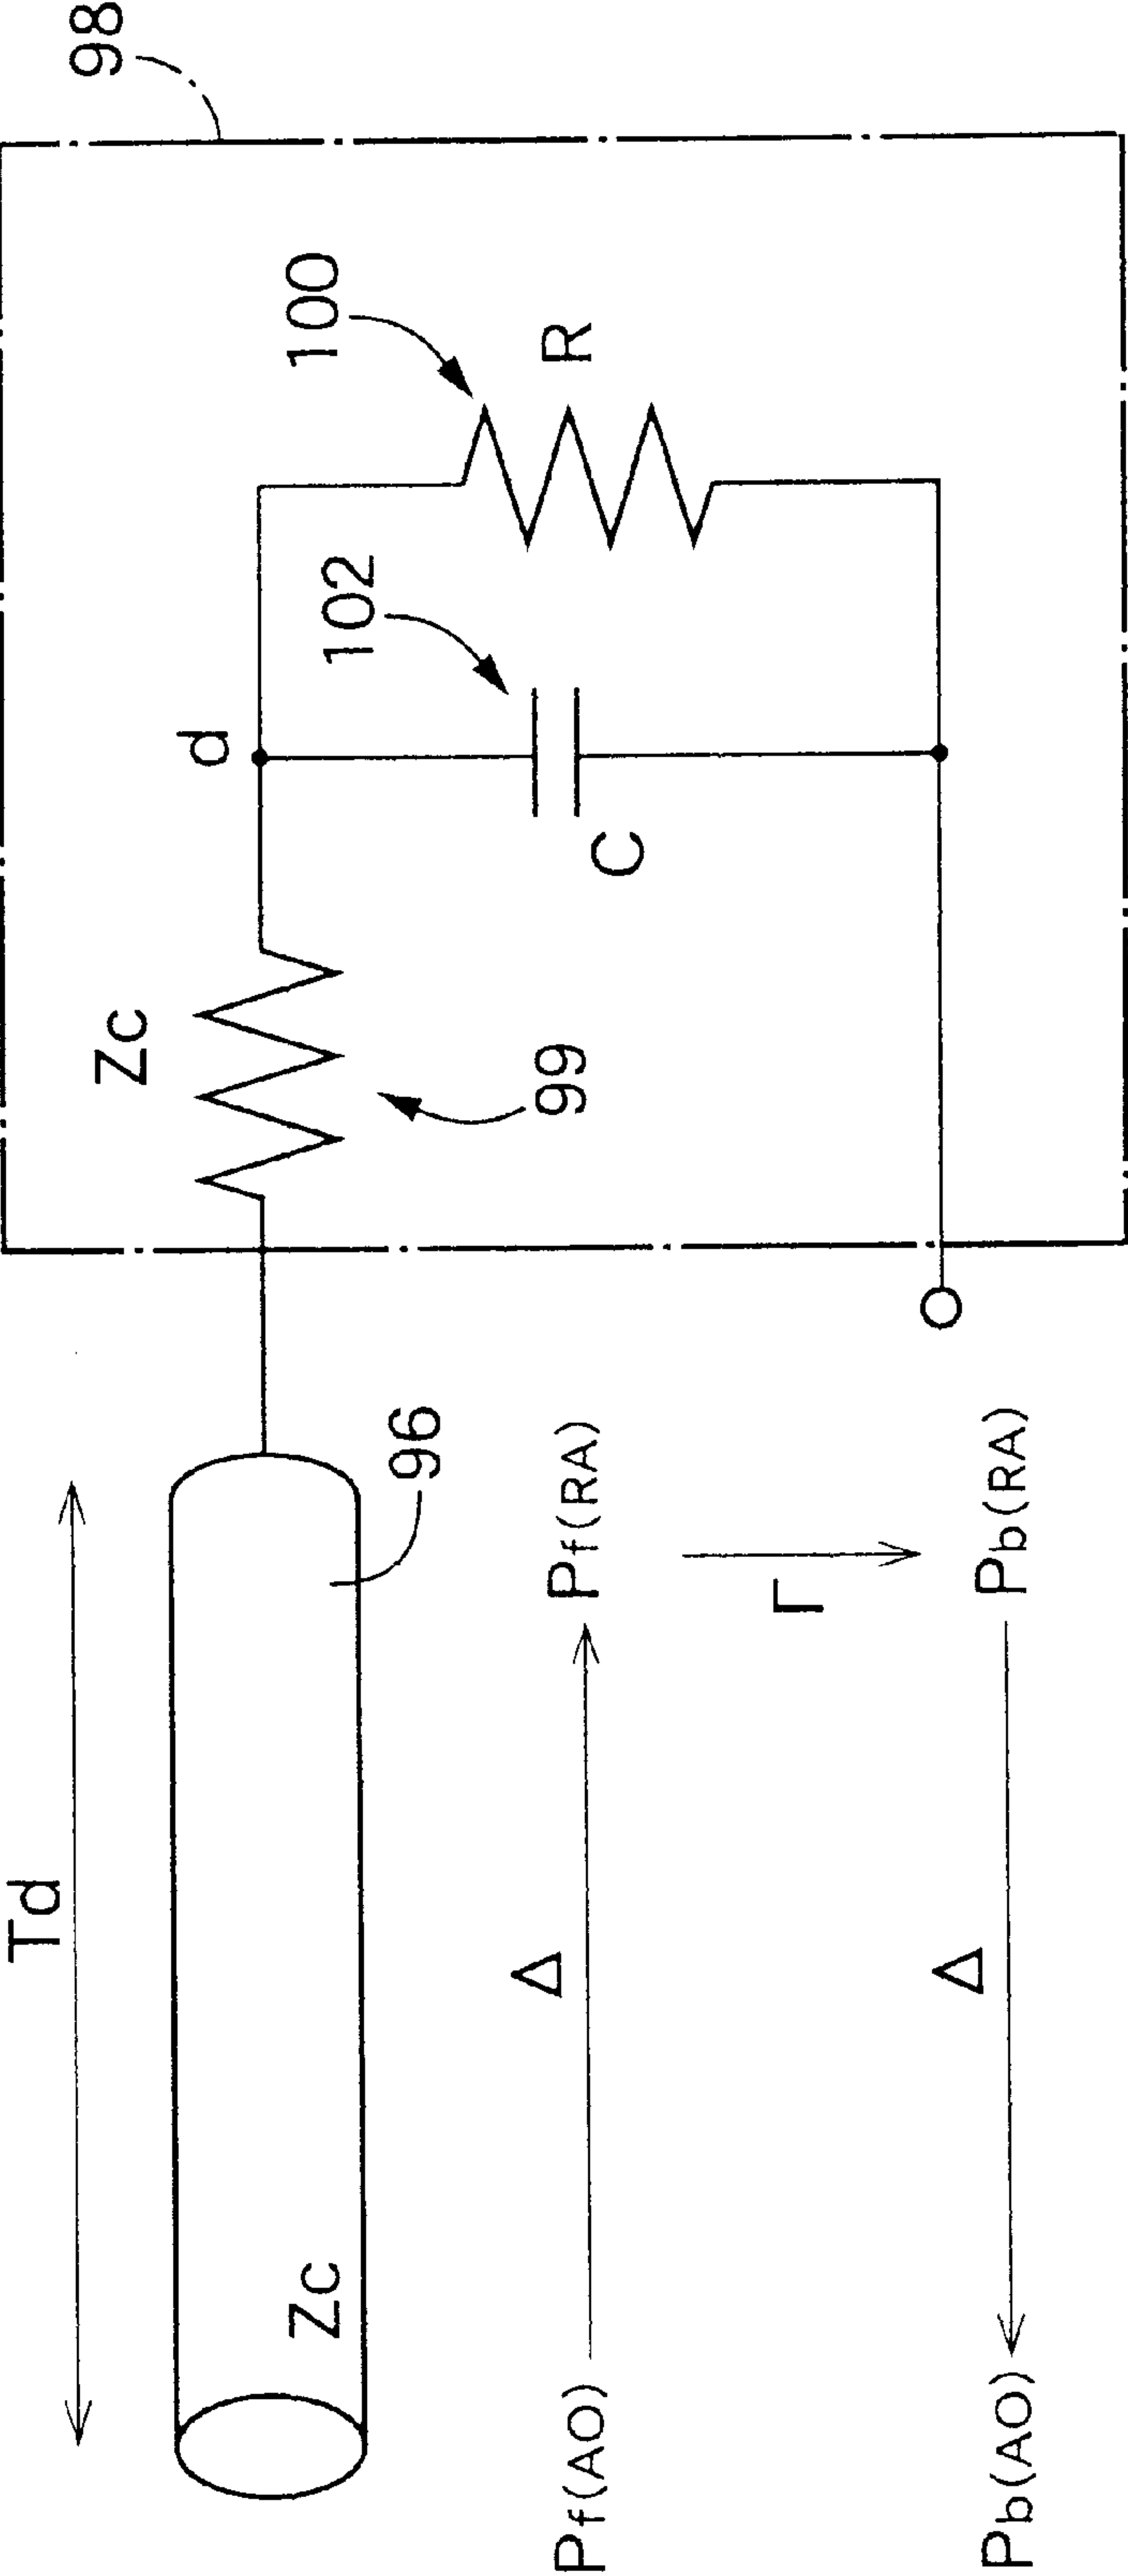 98
Td
Zc
96
Zc
99
d
102
C
100
R
Pf(AO)
Δ
Pf(RA)
Γ
Pb(AO)
Δ
Pb(RA)